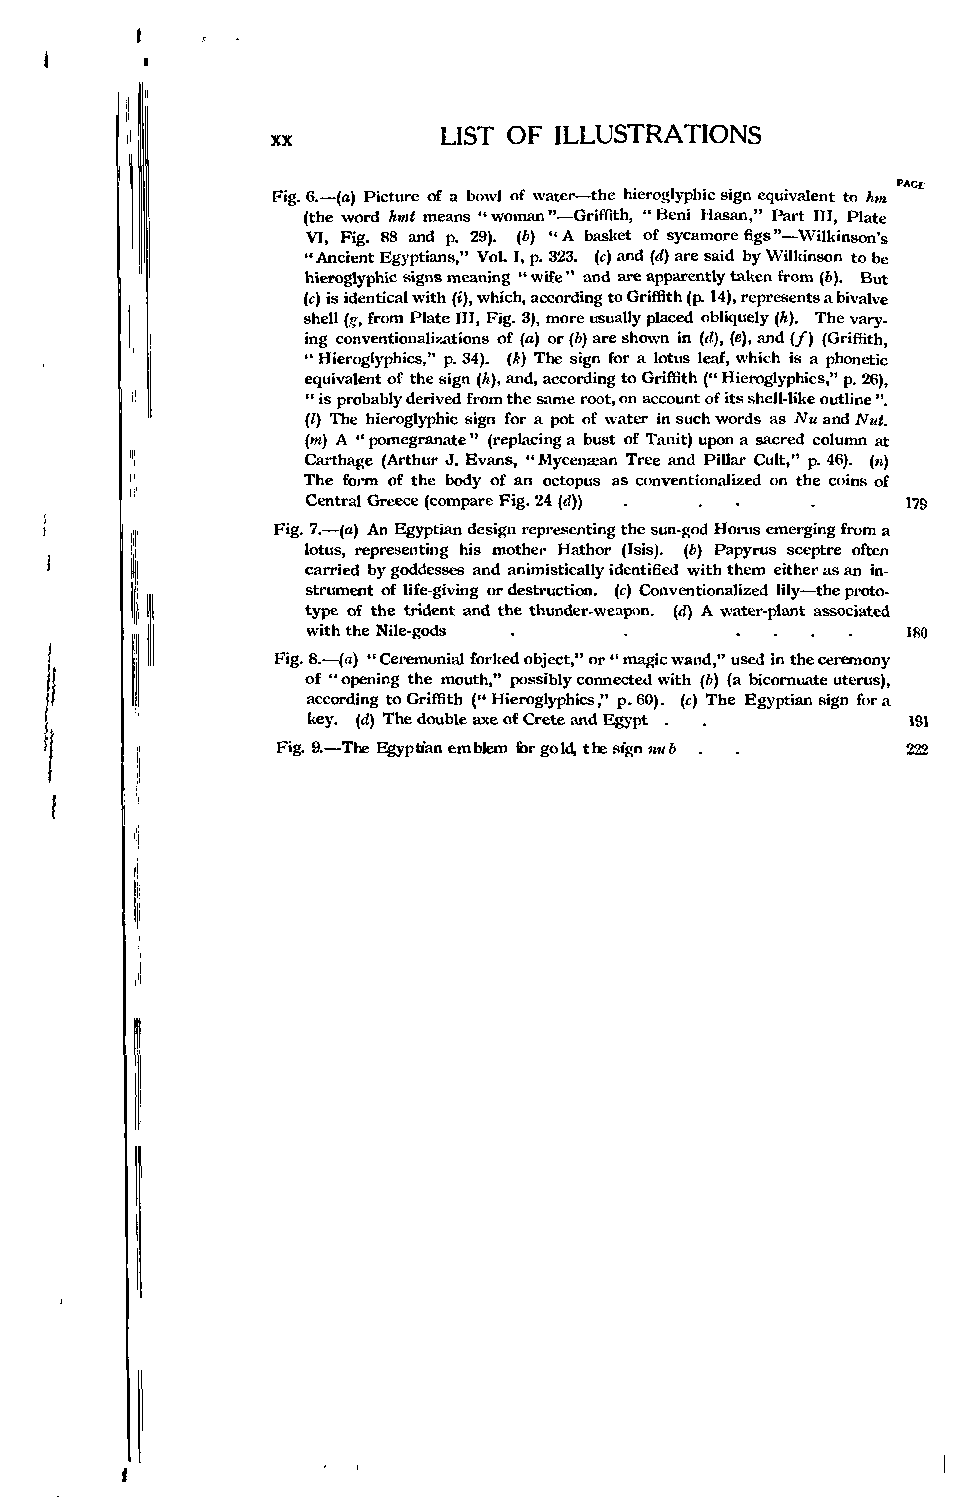 xx LIST OF ILLUSTRATIONS
PAGE
Fig. 6.—(a) Picture of a bowl of water—the hieroglyphic sign equivalent to hm
(the word hmt means “woman”—Griffith, “Beni Hasan,” Part III, Plate
VI, Fig. 88 and p. 29). (b) “A basket of sycamore figs”—Wilkinson's
“Ancient Egyptians,” Vol. I, p. 323. (c) and (d) are said by Wilkinson to be
hieroglyphic signs meaning “wife” and are apparently taken from (b). But
(c) is identical with (i), which, according to Griffith (p. 14), represents a bivalve
shell (g, from Plate III, Fig. 3), more usually placed obliquely (h). The vary-
ing conventionalizations of (a) or (b) are shown in (d), (e), and (f) (Griffith,
“Hieroglyphics,” p. 34). (k) The sign for a lotus leaf, which is a phonetic
equivalent of the sign (h), and, according to Griffith (“Hieroglyphics,” p. 26),
“is probably derived from the same root, on account of its shell-like outline”.
(l) The hieroglyphic sign for a pot of water in such words as Nu and Nut.
(m) A “pomegranate” (replacing a bust of Tanit) upon a sacred column at
Carthage (Arthur J. Evans, “Mycenæan Tree and Pillar Cult,” p. 46). (n)
The form of the body of an octopus as conventionalized on the coins of
Central Greece (compare Fig. 24 (d)) . . . . 179
Fig. 7.—(a) An Egyptian design representing the sun-god Horus emerging from a
lotus, representing his mother Hathor (Isis). (b) Papyrus sceptre often
carried by goddesses and animistically identified with them either as an in-
strument of life-giving or destruction. (c) Conventionalized lily—the proto-
type of the trident and the thunder-weapon. (d) A water-plant associated
with the Nile-gods . . . . . . 180
Fig. 8.—(a) “Ceremonial forked object,” or “magic wand,” used in the ceremony
of “opening the mouth,” possibly connected with (b) (a bicornuate uterus),
according to Griffith (“Hieroglyphics,” p. 60). (c) The Egyptian sign for a
key. (d) The double axe of Crete and Egypt . . 191
Fig. 9.—The Egyptian emblem for gold, the sign nub . . 222